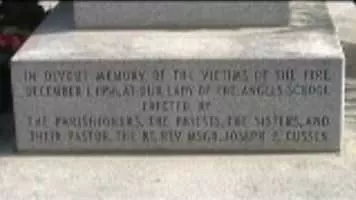 IN DEVOUT MEMORY OF THE VICTIMS OF THE FIRE
DECEMBER 1, 1958, AT OUR LADY OF THE ANGELS SCHOOL
ERECTED BY
THE PARISHIONERS, THE PRIESTS, THE SISTERS, AND
THEIR PASTOR, THE RT. REV. MSGR. JOSEPH F. CUSSEN